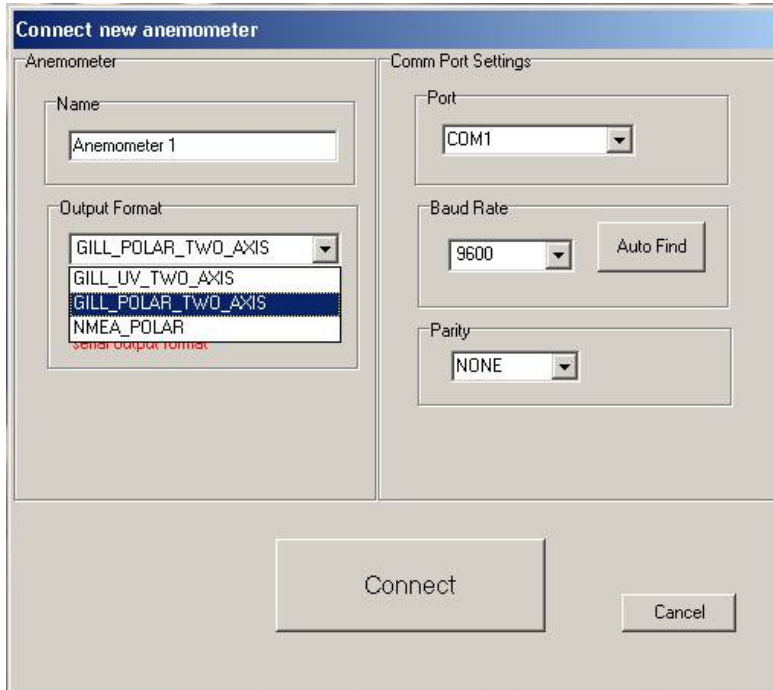 Connect new anemometer
Anemometer
Name
Anemometer 1
Output Format
GILL_POLAR_TWO_AXIS
GILL_UV_TWO_AXIS
GILL_POLAR_TWO_AXIS
NMEA_POLAR
serial output format
Comm Port Settings
Port
COM1
Baud Rate
9600
Auto Find
Parity
NONE
Connect
Cancel